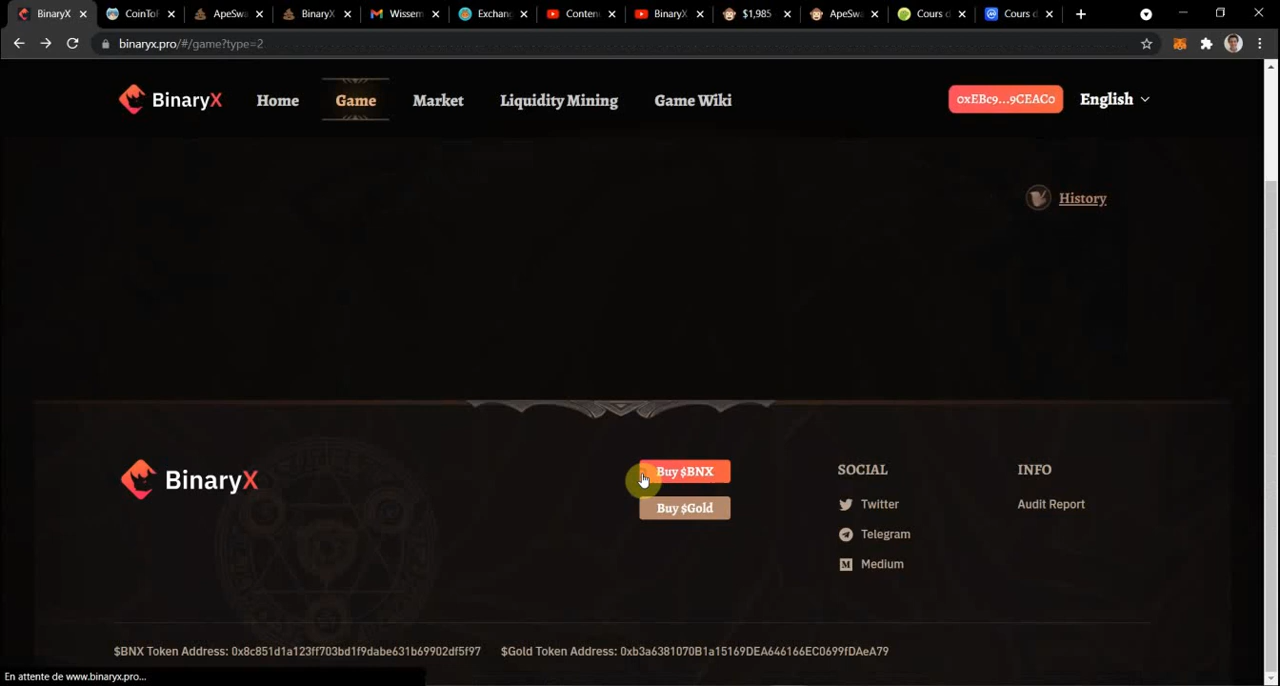 BinaryX
CoinToF
ApeSwa
BinaryX
Wissem
Exchang
Conten
BinaryX
$1,985
ApeSwa
Cours d
Cours d
binaryx.pro/#/game?type=2
BinaryX
Home
Game
Market
Liquidity Mining
Game Wiki
0xEBc9...9CEAC0
English
History
BinaryX
Buy $BNX
Buy $Gold
SOCIAL
Twitter
Telegram
Medium
INFO
Audit Report
$BNX Token Address: 0x8c851d1a123ff703bd1f9dabe631b69902df5f97
$Gold Token Address: 0xb3a6381070B1a15169DEA646166EC0699fDAeA79
En attente de www.binaryx.pro...